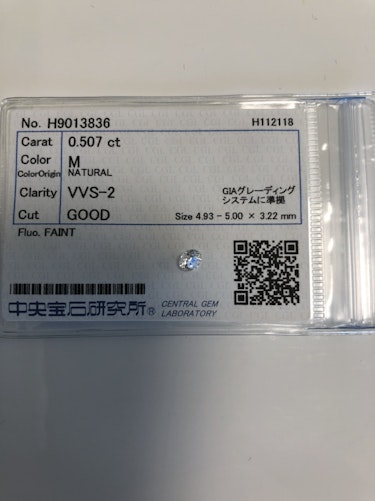 No. H9013836 H112118
Carat 0.507 ct
Color M
ColorOrigin NATURAL
Clarity VVS-2 GIAグレーディング
システムに準拠
Cut GOOD Size 4.93 - 5.00 × 3.22 mm
Fluo. FAINT
中央宝石研究所® CENTRAL GEM
LABORATORY